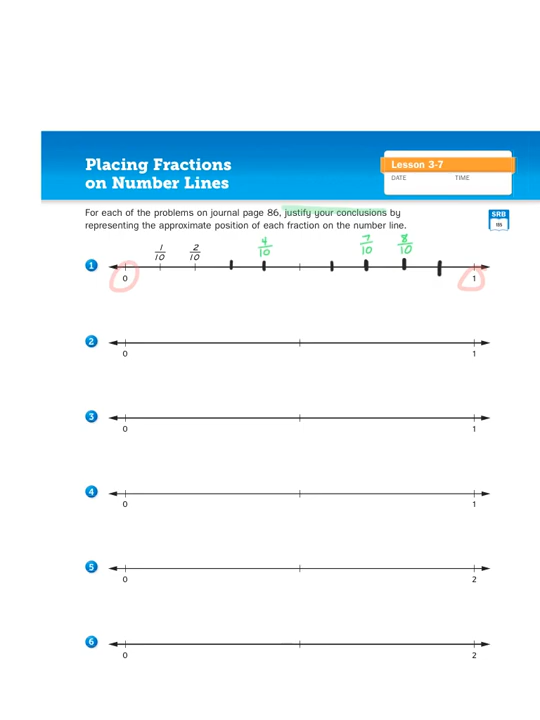 Placing Fractions
on Number Lines
Lesson 3-7
DATE TIME
For each of the problems on journal page 86, justify your conclusions by
representing the approximate position of each fraction on the number line.
SRB
185
1/10 2/10 4/10 7/10 8/10
1
0 1
2
0 1
3
0 1
4
0 1
5
0 2
6
0 2